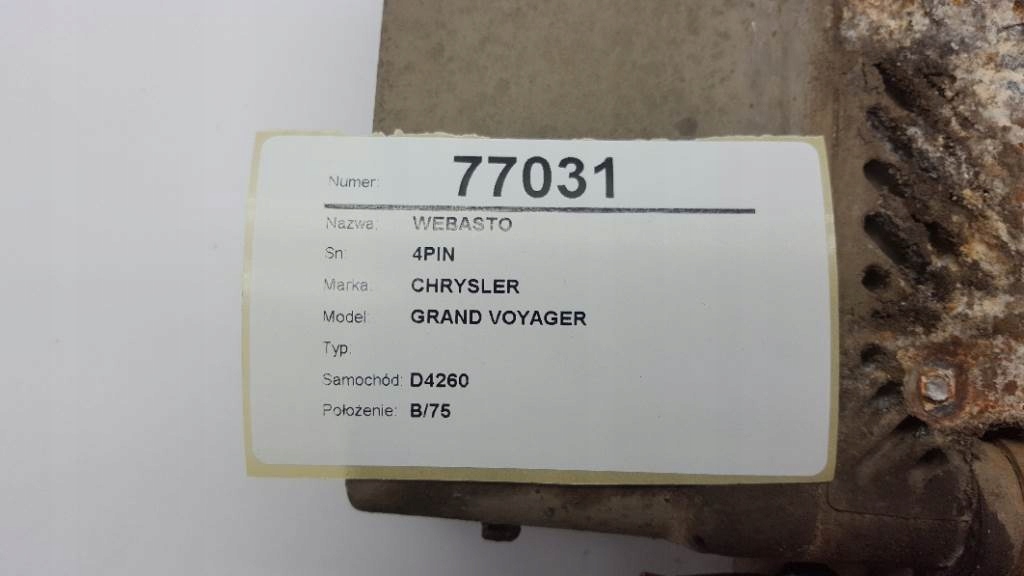 Numer: 77031
Nazwa: WEBASTO
Sn: 4PIN
Marka: CHRYSLER
Model: GRAND VOYAGER
Typ:
Samochód: D4260
Położenie: B/75